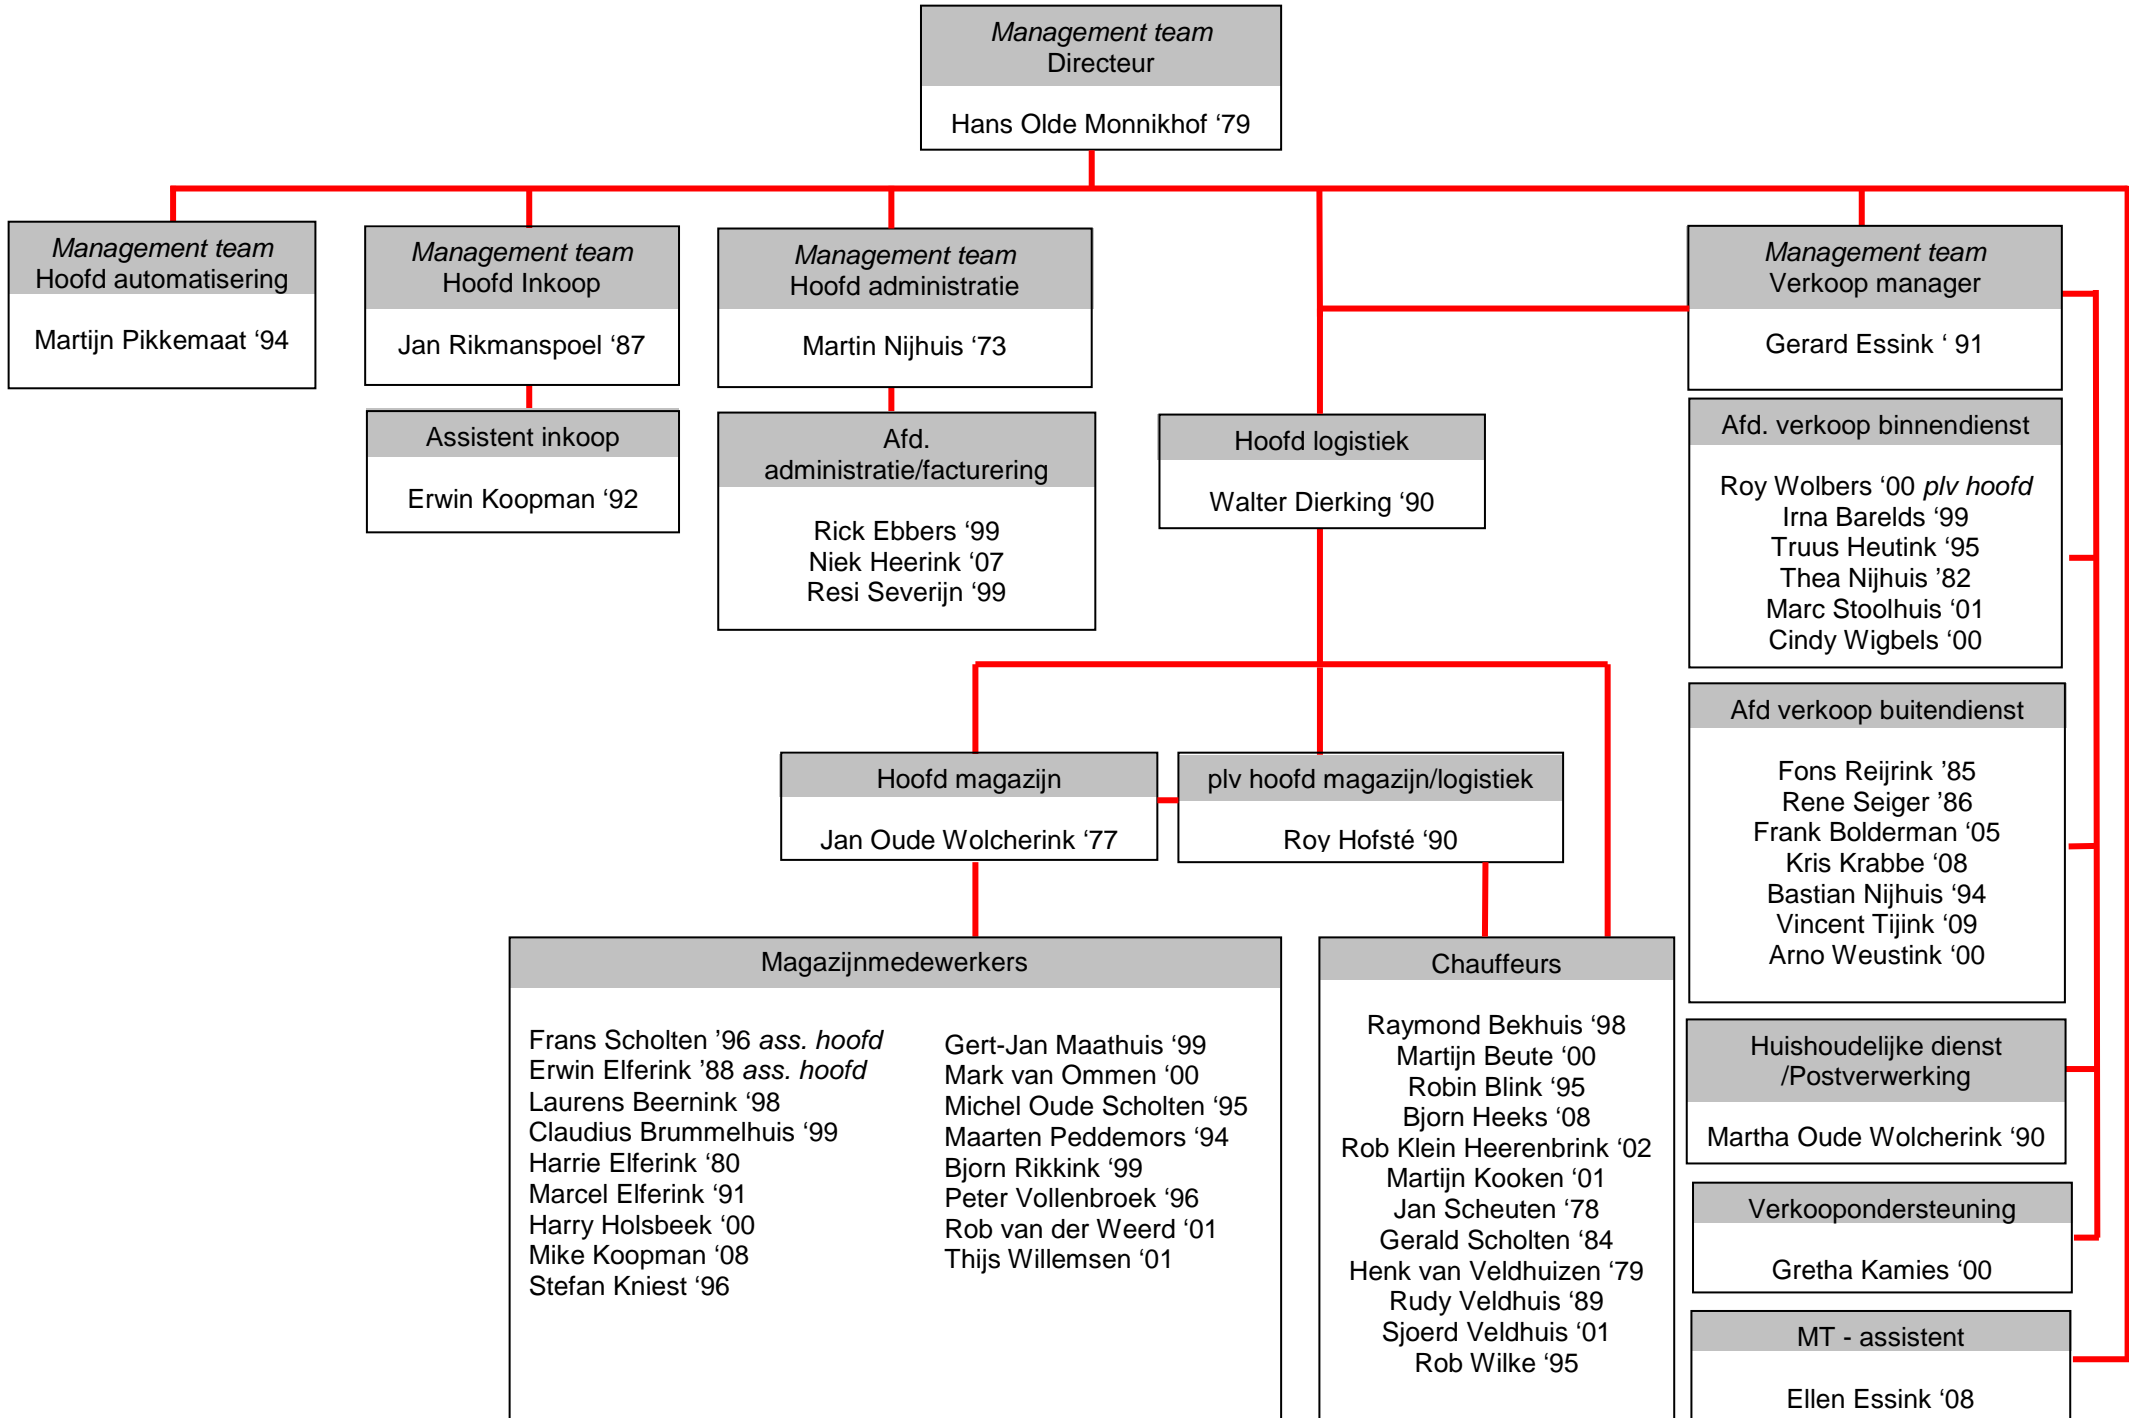 Management team
Directeur
Hans Olde Monnikhof ‘79
Management team
Hoofd automatisering
Martijn Pikkemaat ‘94
Management team
Hoofd Inkoop
Jan Rikmanspoel ‘87
Management team
Hoofd administratie
Martin Nijhuis ‘73
Management team
Verkoop manager
Gerard Essink ‘ 91
Assistent inkoop
Erwin Koopman ‘92
Afd.
administratie/facturering
Rick Ebbers ‘99
Niek Heerink ‘07
Resi Severijn ‘99
Hoofd logistiek
Walter Dierking ‘90
Afd. verkoop binnendienst
Roy Wolbers ‘00 plv hoofd
Irna Barelds ‘99
Truus Heutink ‘95
Thea Nijhuis ’82
Marc Stoolhuis ‘01
Cindy Wigbels ‘00
Afd verkoop buitendienst
Fons Reijrink ’85
Rene Seiger ’86
Frank Bolderman ‘05
Kris Krabbe ‘08
Bastian Nijhuis ‘94
Vincent Tijink ‘09
Arno Weustink ‘00
Hoofd magazijn
Jan Oude Wolcherink ‘77
plv hoofd magazijn/logistiek
Roy Hofsté ‘90
Magazijnmedewerkers
Frans Scholten ’96 ass. hoofd
Erwin Elferink ’88 ass. hoofd
Laurens Beernink ‘98
Claudius Brummelhuis ‘99
Harrie Elferink ‘80
Marcel Elferink ‘91
Harry Holsbeek ‘00
Mike Koopman ‘08
Stefan Kniest ‘96
Gert-Jan Maathuis ‘99
Mark van Ommen ‘00
Michel Oude Scholten ‘95
Maarten Peddemors ‘94
Bjorn Rikkink ‘99
Peter Vollenbroek ‘96
Rob van der Weerd ‘01
Thijs Willemsen ‘01
Chauffeurs
Raymond Bekhuis ‘98
Martijn Beute ‘00
Robin Blink ‘95
Bjorn Heeks ‘08
Rob Klein Heerenbrink ‘02
Martijn Kooken ‘01
Jan Scheuten ‘78
Gerald Scholten ‘84
Henk van Veldhuizen ‘79
Rudy Veldhuis ‘89
Sjoerd Veldhuis ‘01
Rob Wilke ‘95
Huishoudelijke dienst
/Postverwerking
Martha Oude Wolcherink ‘90
Verkoopondersteuning
Gretha Kamies ‘00
MT - assistent
Ellen Essink ‘08